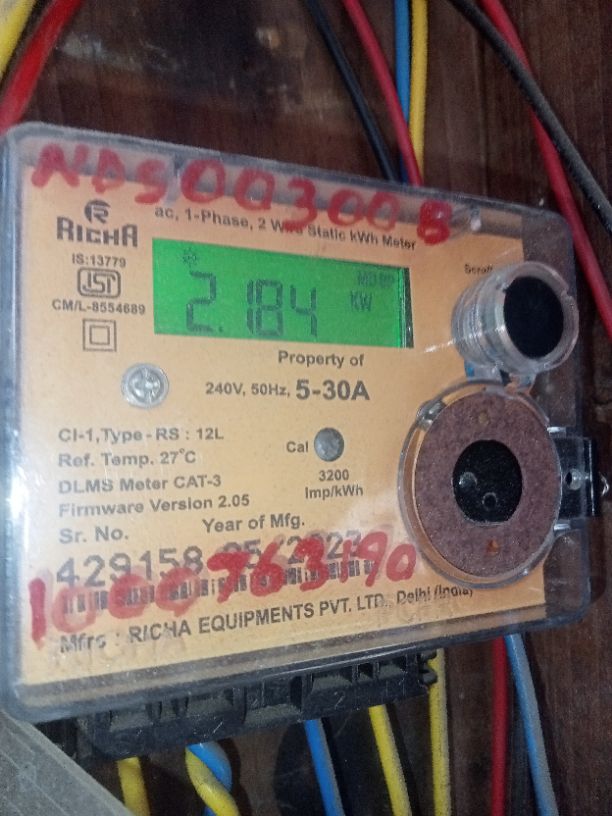 NDS003008
ac, 1-Phase, 2 Wire Static kWh Meter
RICHA
IS:13779
ISI
CM/L-8554689
MD
2.184 KW
Scroll
Property of
240V, 50Hz, 5-30A
Cl-1,Type-RS : 12L
Ref. Temp. 27°C
DLMS Meter CAT-3
Firmware Version 2.05
Cal
3200
Imp/kWh
Sr. No. Year of Mfg.
429158
1000763190
Mfrs : RICHA EQUIPMENTS PVT. LTD., Delhi (India)